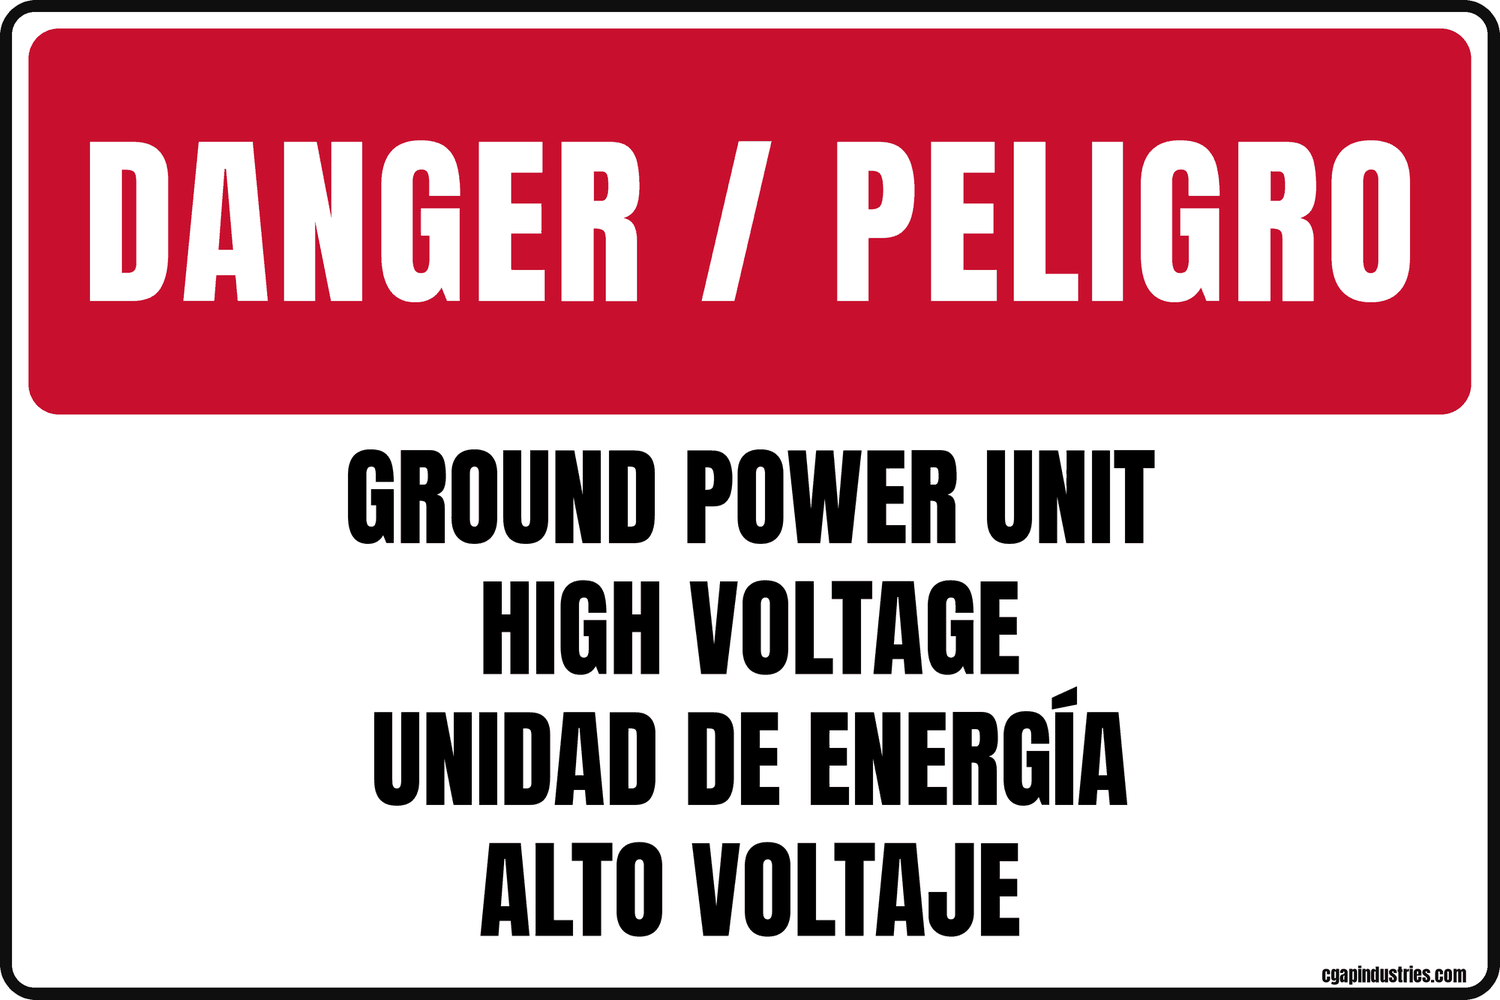 DANGER / PELIGRO
GROUND POWER UNIT
HIGH VOLTAGE
UNIDAD DE ENERGÍA
ALTO VOLTAJE
cgapindustries.com